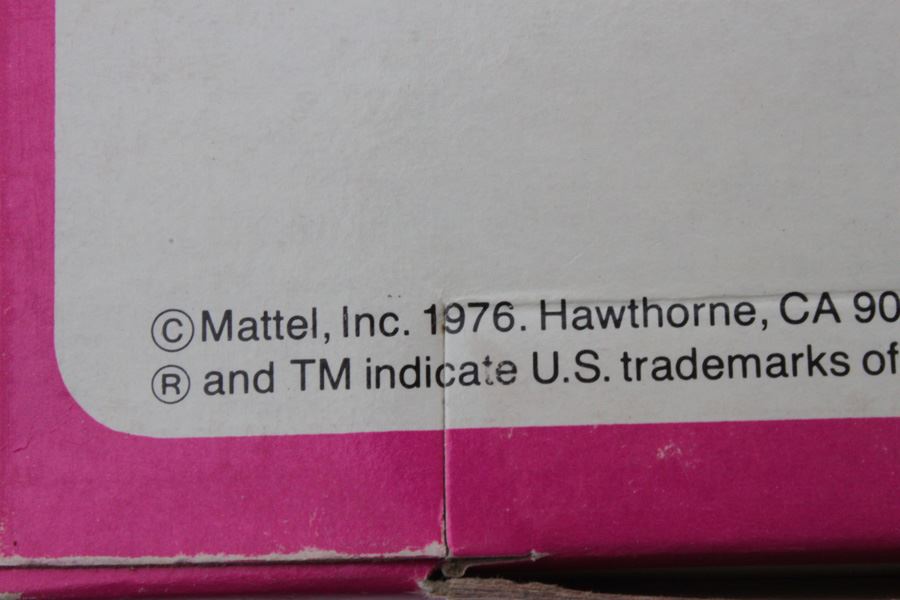 ©Mattel, Inc. 1976. Hawthorne, CA 90
® and TM indicate U.S. trademarks of